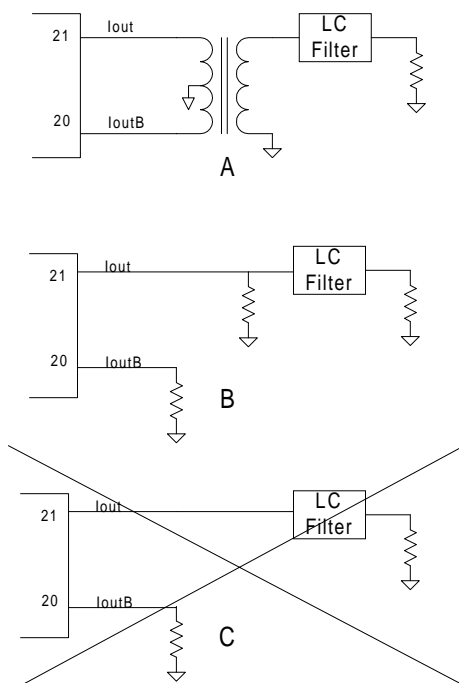 21 Iout LC
Filter
20 IoutB
A
21 Iout LC
Filter
20 IoutB
B
21 Iout LC
Filter
20 IoutB
C